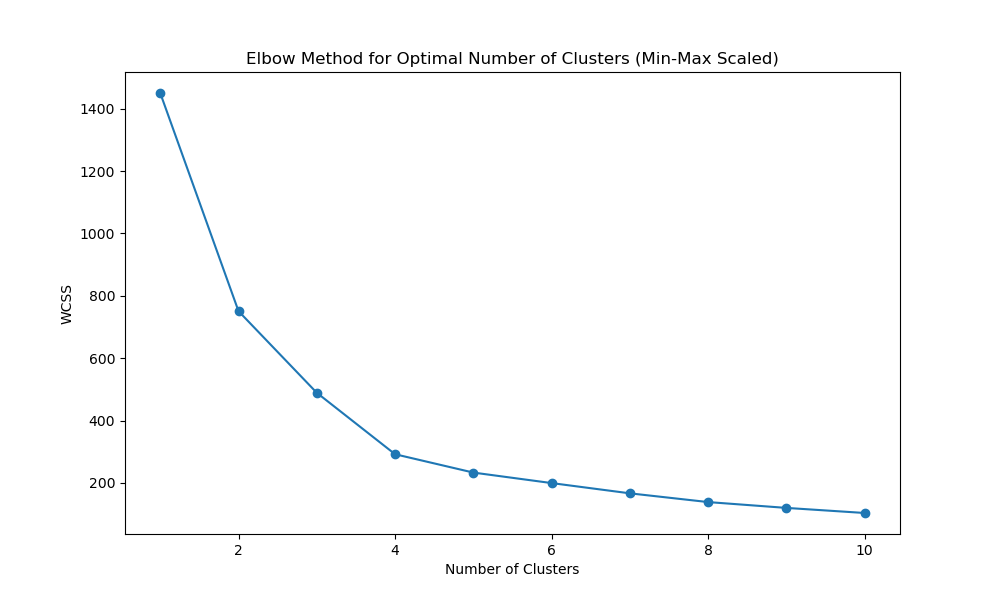 Elbow Method for Optimal Number of Clusters (Min-Max Scaled)
1400
1200
1000
800
600
400
200
WCSS
2 4 6 8 10
Number of Clusters